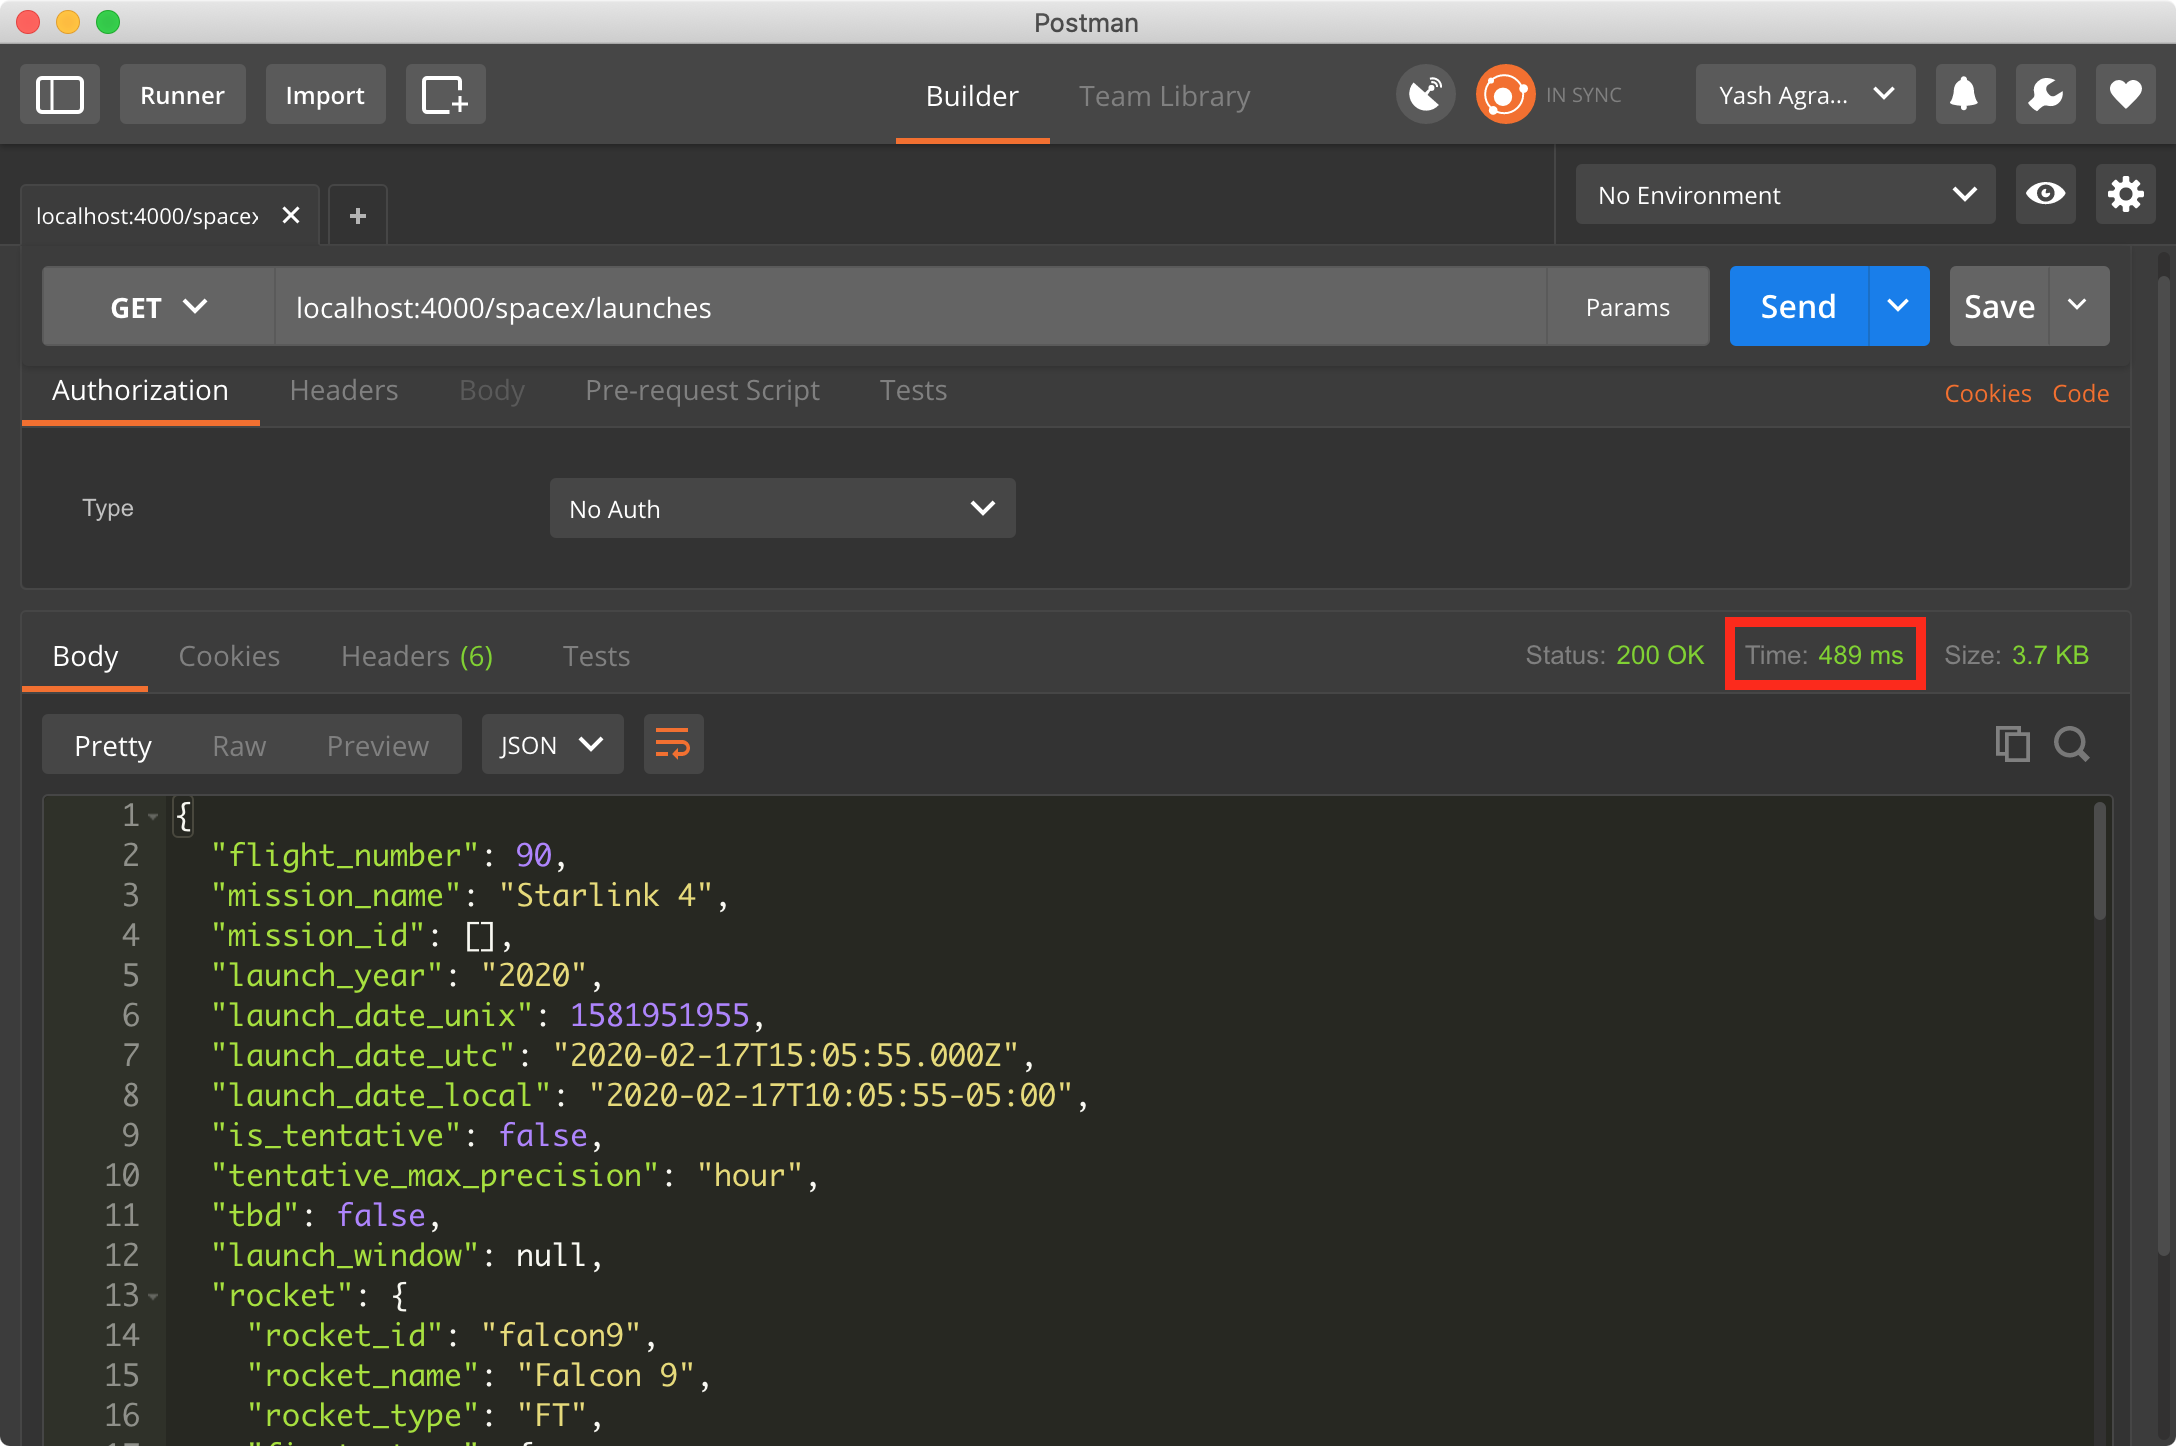 Postman
Runner Import Builder Team Library IN SYNC Yash Agra...
localhost:4000/spacex + No Environment
GET localhost:4000/spacex/launches Params Send Save
Authorization Headers Body Pre-request Script Tests Cookies Code
Type No Auth
Body Cookies Headers (6) Tests Status: 200 OK Time: 489 ms Size: 3.7 KB
Pretty Raw Preview JSON
1 {
2 "flight_number": 90,
3 "mission_name": "Starlink 4",
4 "mission_id": [],
5 "launch_year": "2020",
6 "launch_date_unix": 1581951955,
7 "launch_date_utc": "2020-02-17T15:05:55.000Z",
8 "launch_date_local": "2020-02-17T10:05:55-05:00",
9 "is_tentative": false,
10 "tentative_max_precision": "hour",
11 "tbd": false,
12 "launch_window": null,
13 "rocket": {
14 "rocket_id": "falcon9",
15 "rocket_name": "Falcon 9",
16 "rocket_type": "FT",